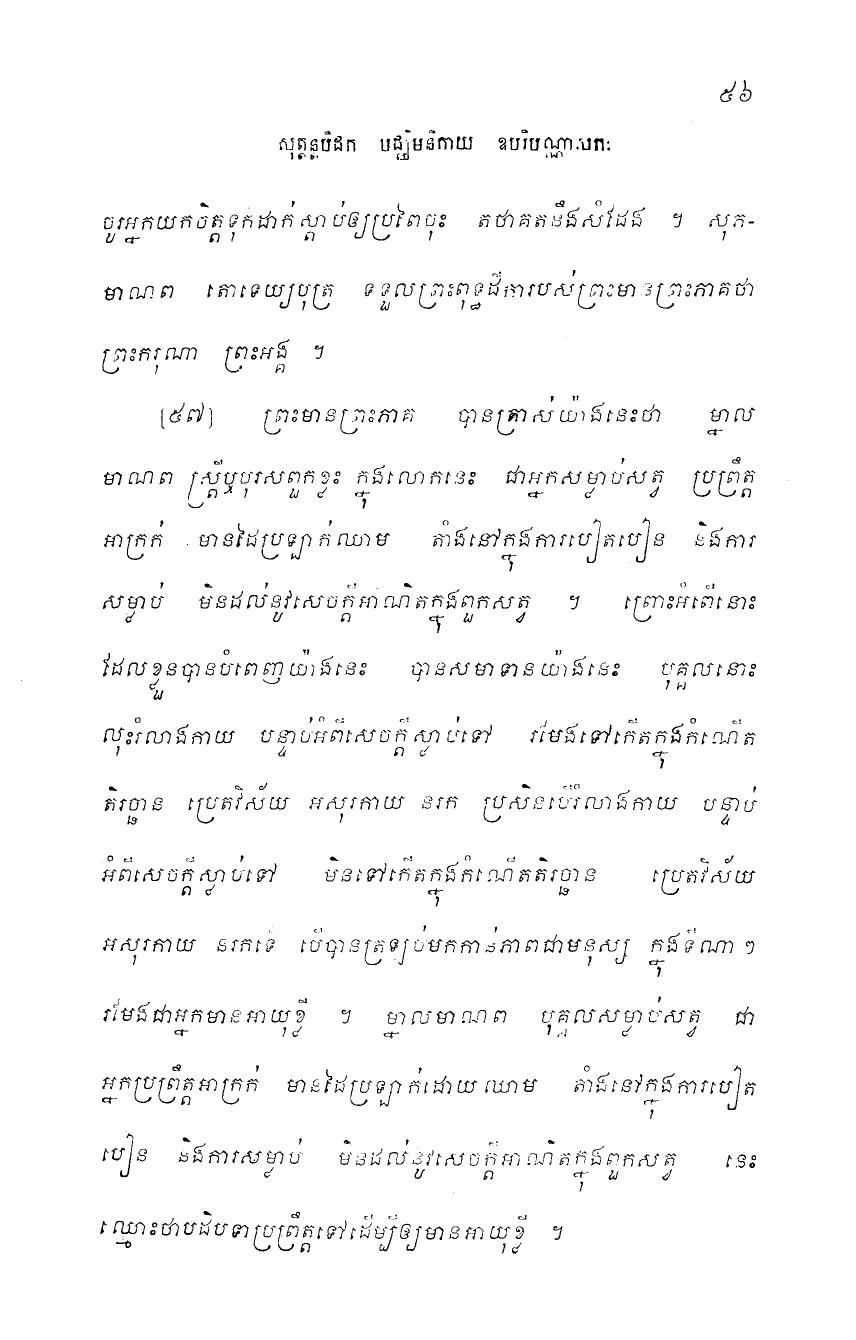 ៥៦
សុត្តន្តបិដក មជ្ឈិមនិកាយ ឧបរិបណ្ណាសកៈ
ចូរអ្នកយកចិត្តទុកដាក់ស្តាប់ឲ្យប្រពៃចុះ តថាគតនឹងសំដែង ។ សុភ-
មាណព តោទេយ្យបុត្រ ទទួលព្រះពុទ្ធដីការបស់ព្រះមានព្រះភាគថា
ព្រះករុណា ព្រះអង្គ ។
[៥៧] ព្រះមានព្រះភាគ បានត្រាស់យ៉ាងនេះថា ម្នាល
មាណព ស្ត្រីឬបុរសពួកខ្លះ ក្នុងលោកនេះ ជាអ្នកសម្លាប់សត្វ ប្រព្រឹត្ត
អាក្រក់ មានដៃប្រឡាក់ឈាម តាំងនៅក្នុងការបៀតបៀន និងការ
សម្លាប់ មិនដល់នូវសេចក្តីអាណិតក្នុងពួកសត្វ ។ ព្រោះអំពើនោះ
ដែលខ្លួនបានបំពេញយ៉ាងនេះ បានសមាទានយ៉ាងនេះ បុគ្គលនោះ
លុះរំលាងកាយ បន្ទាប់អំពីសេចក្តីស្លាប់ទៅ រមែងទៅកើតក្នុងកំណើត
តិរច្ឆាន ប្រេតវិស័យ អសុរកាយ នរក ប្រសិនបើរំលាងកាយ បន្ទាប់
អំពីសេចក្តីស្លាប់ទៅ មិនទៅកើតក្នុងកំណើតតិរច្ឆាន ប្រេតវិស័យ
អសុរកាយ នរកទេ បើបានត្រឡប់មកកាន់ភាពជាមនុស្ស ក្នុងទីណាៗ
រមែងជាអ្នកមានអាយុខ្លី ។ ម្នាលមាណព បុគ្គលសម្លាប់សត្វ ជា
អ្នកប្រព្រឹត្តអាក្រក់ មានដៃប្រឡាក់ដោយឈាម តាំងនៅក្នុងការបៀត
បៀន និងការសម្លាប់ មិនដល់នូវសេចក្តីអាណិតក្នុងពួកសត្វ នេះ
ឈ្មោះថាបដិបទាប្រព្រឹត្តទៅដើម្បីឲ្យមានអាយុខ្លី ។